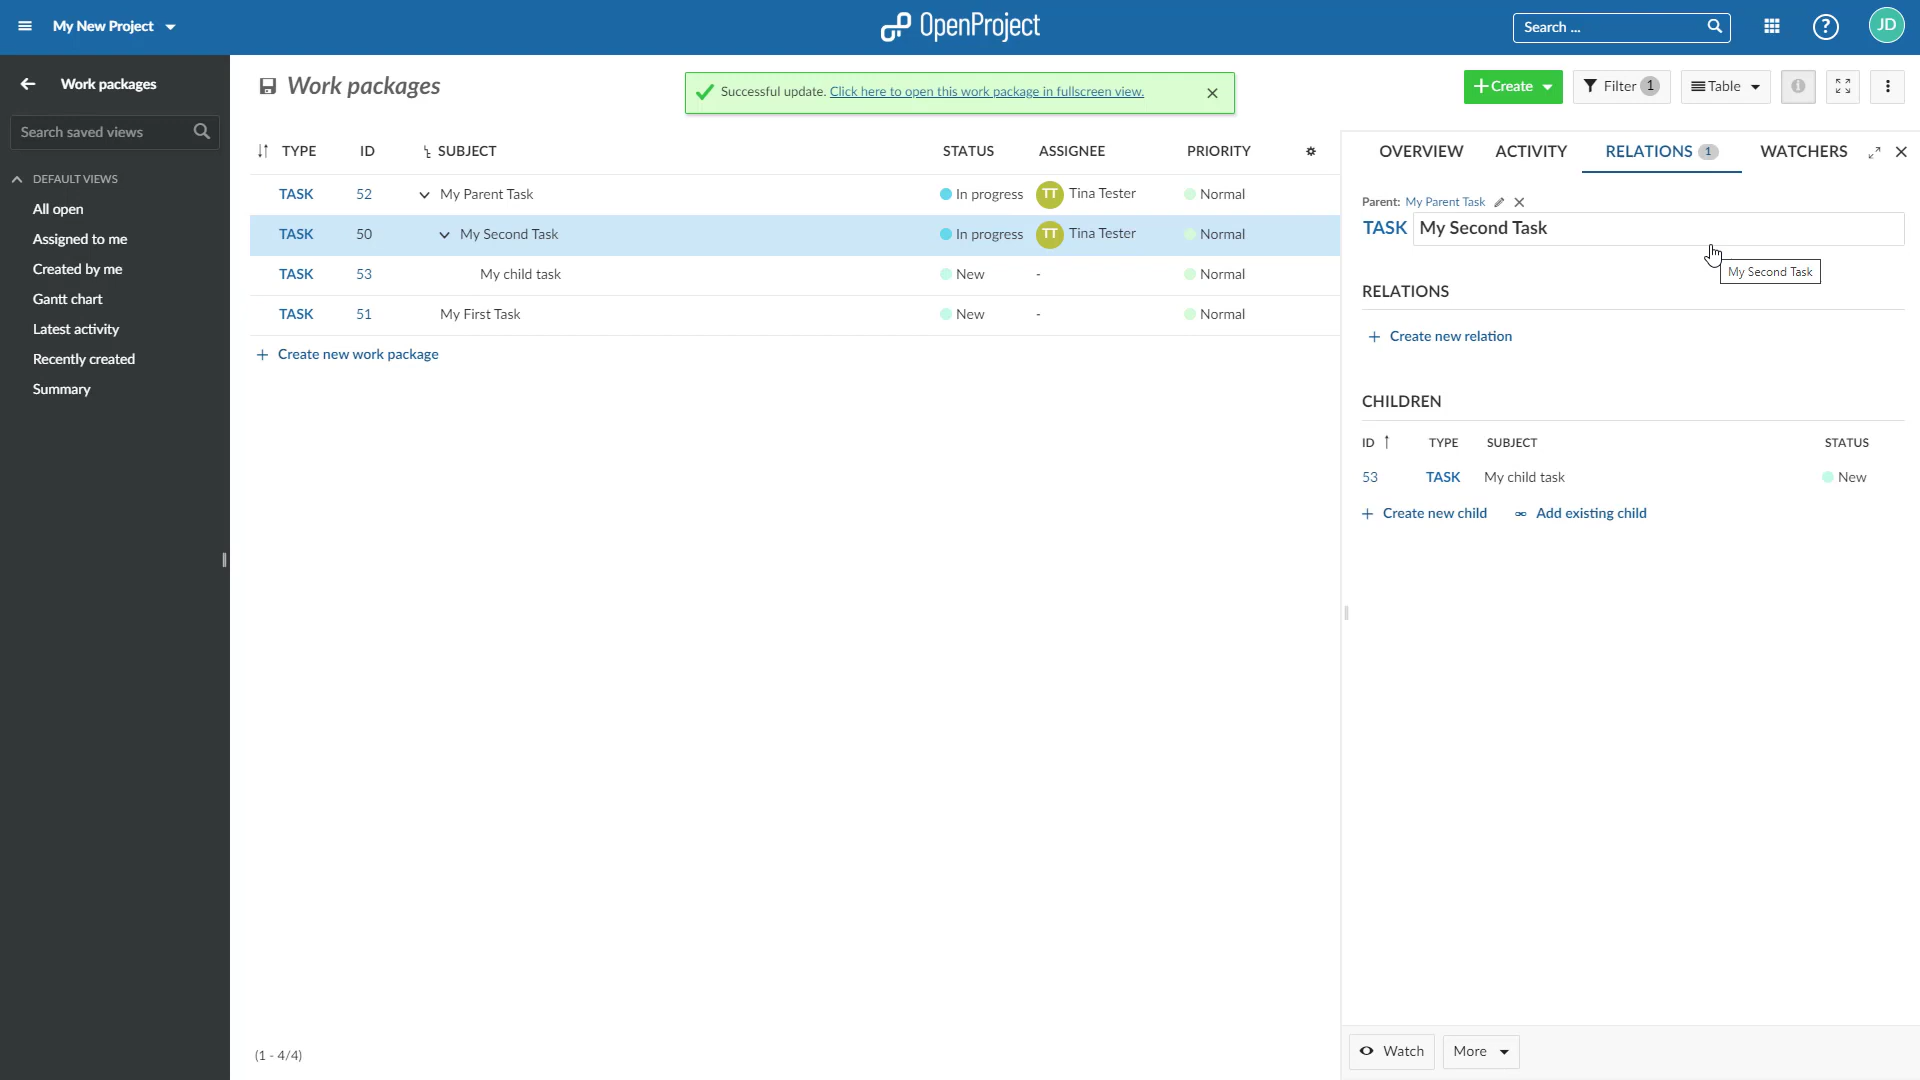 My New Project
OpenProject
Search ...
JD
Work packages
Search saved views
DEFAULT VIEWS
All open
Assigned to me
Created by me
Gantt chart
Latest activity
Recently created
Summary
Work packages
Successful update. Click here to open this work package in fullscreen view.
+Create
Filter 1
Table
TYPE ID SUBJECT STATUS ASSIGNEE PRIORITY
TASK 52 My Parent Task In progress TT Tina Tester Normal
TASK 50 My Second Task In progress TT Tina Tester Normal
TASK 53 My child task New - Normal
TASK 51 My First Task New - Normal
+ Create new work package
(1 - 4/4)
OVERVIEW ACTIVITY RELATIONS 1 WATCHERS
Parent: My Parent Task
TASK My Second Task
My Second Task
RELATIONS
+ Create new relation
CHILDREN
ID TYPE SUBJECT STATUS
53 TASK My child task New
+ Create new child Add existing child
Watch More